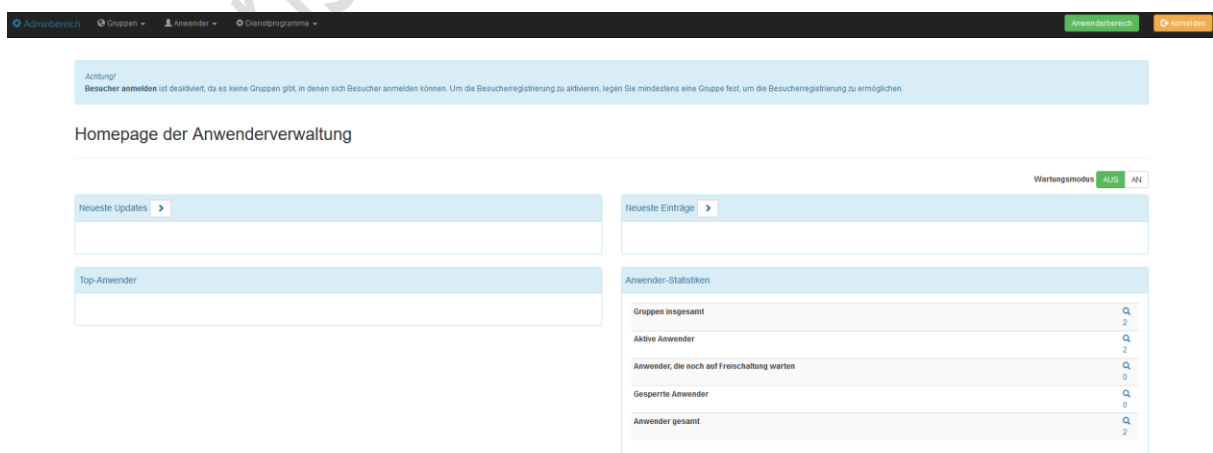 Adminbereich Gruppen Anwender Dienstprogramme Anwenderbereich Abmelden
Achtung!
Besucher anmelden ist deaktiviert, da es keine Gruppen gibt, in denen sich Besucher anmelden können. Um die Besucherregistrierung zu aktivieren, legen Sie mindestens eine Gruppe fest, um die Besucherregistrierung zu ermöglichen.
Homepage der Anwenderverwaltung
Wartungsmodus AUS AN
Neueste Updates
Neueste Einträge
Top-Anwender
Anwender-Statistiken
Gruppen insgesamt
2
Aktive Anwender
2
Anwender, die noch auf Freischaltung warten
0
Gesperrte Anwender
0
Anwender gesamt
2